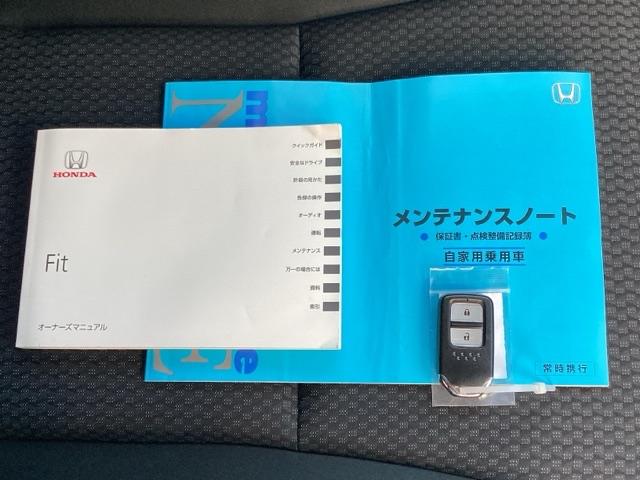 HONDA
Fit
オーナーズマニュアル
クイックガイド
安全なドライブ
計器の見かた
各部の操作
オーディオ
運転
メンテナンス
万一の場合には
資料
索引
メンテナンスノート
保証書・点検整備記録簿
自家用乗用車
常時携行